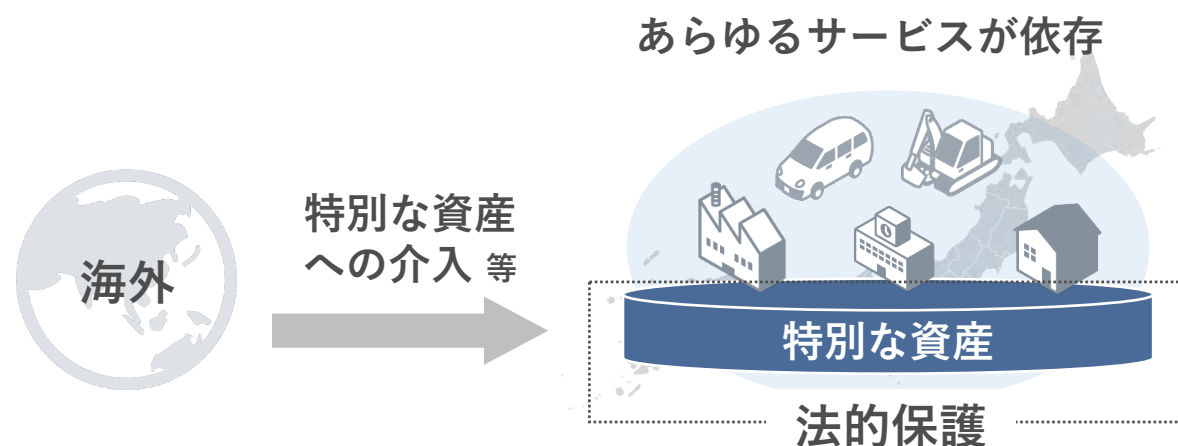 あらゆるサービスが依存
特別な資産
への介入 等
海外
特別な資産
法的保護